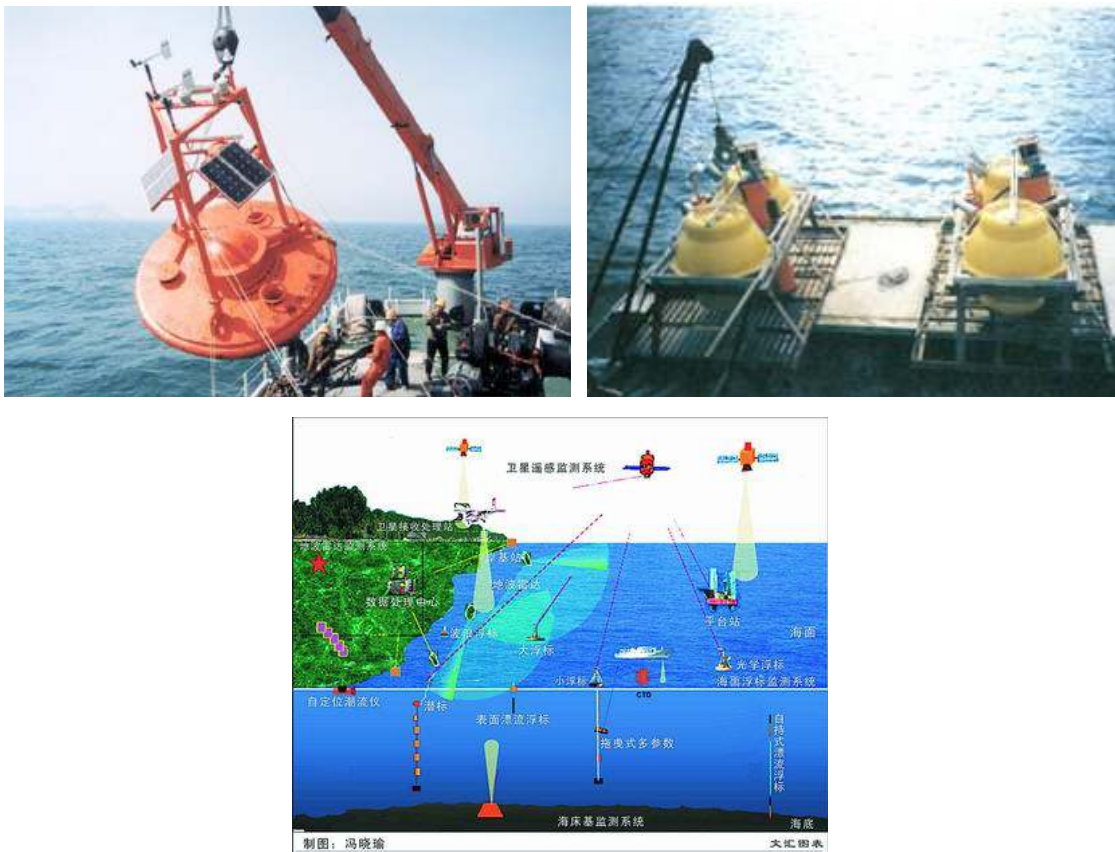 卫星遥感监测系统
卫星接收处理站
地波雷达监测系统
岸基站
地波雷达
数据处理中心
波浪浮标
大浮标
平台站
海面
小浮标
光学浮标
海面浮标监测系统
CTD
自定位潮流仪
潜标
表面漂流浮标
拖曳式多参数
自持式漂流浮标
海床基监测系统
海底
制图：冯晓瑜
文汇图表